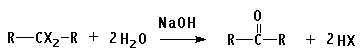 R—CX₂—R + 2H₂O NaOH→ R—C(=O)—R + 2HX